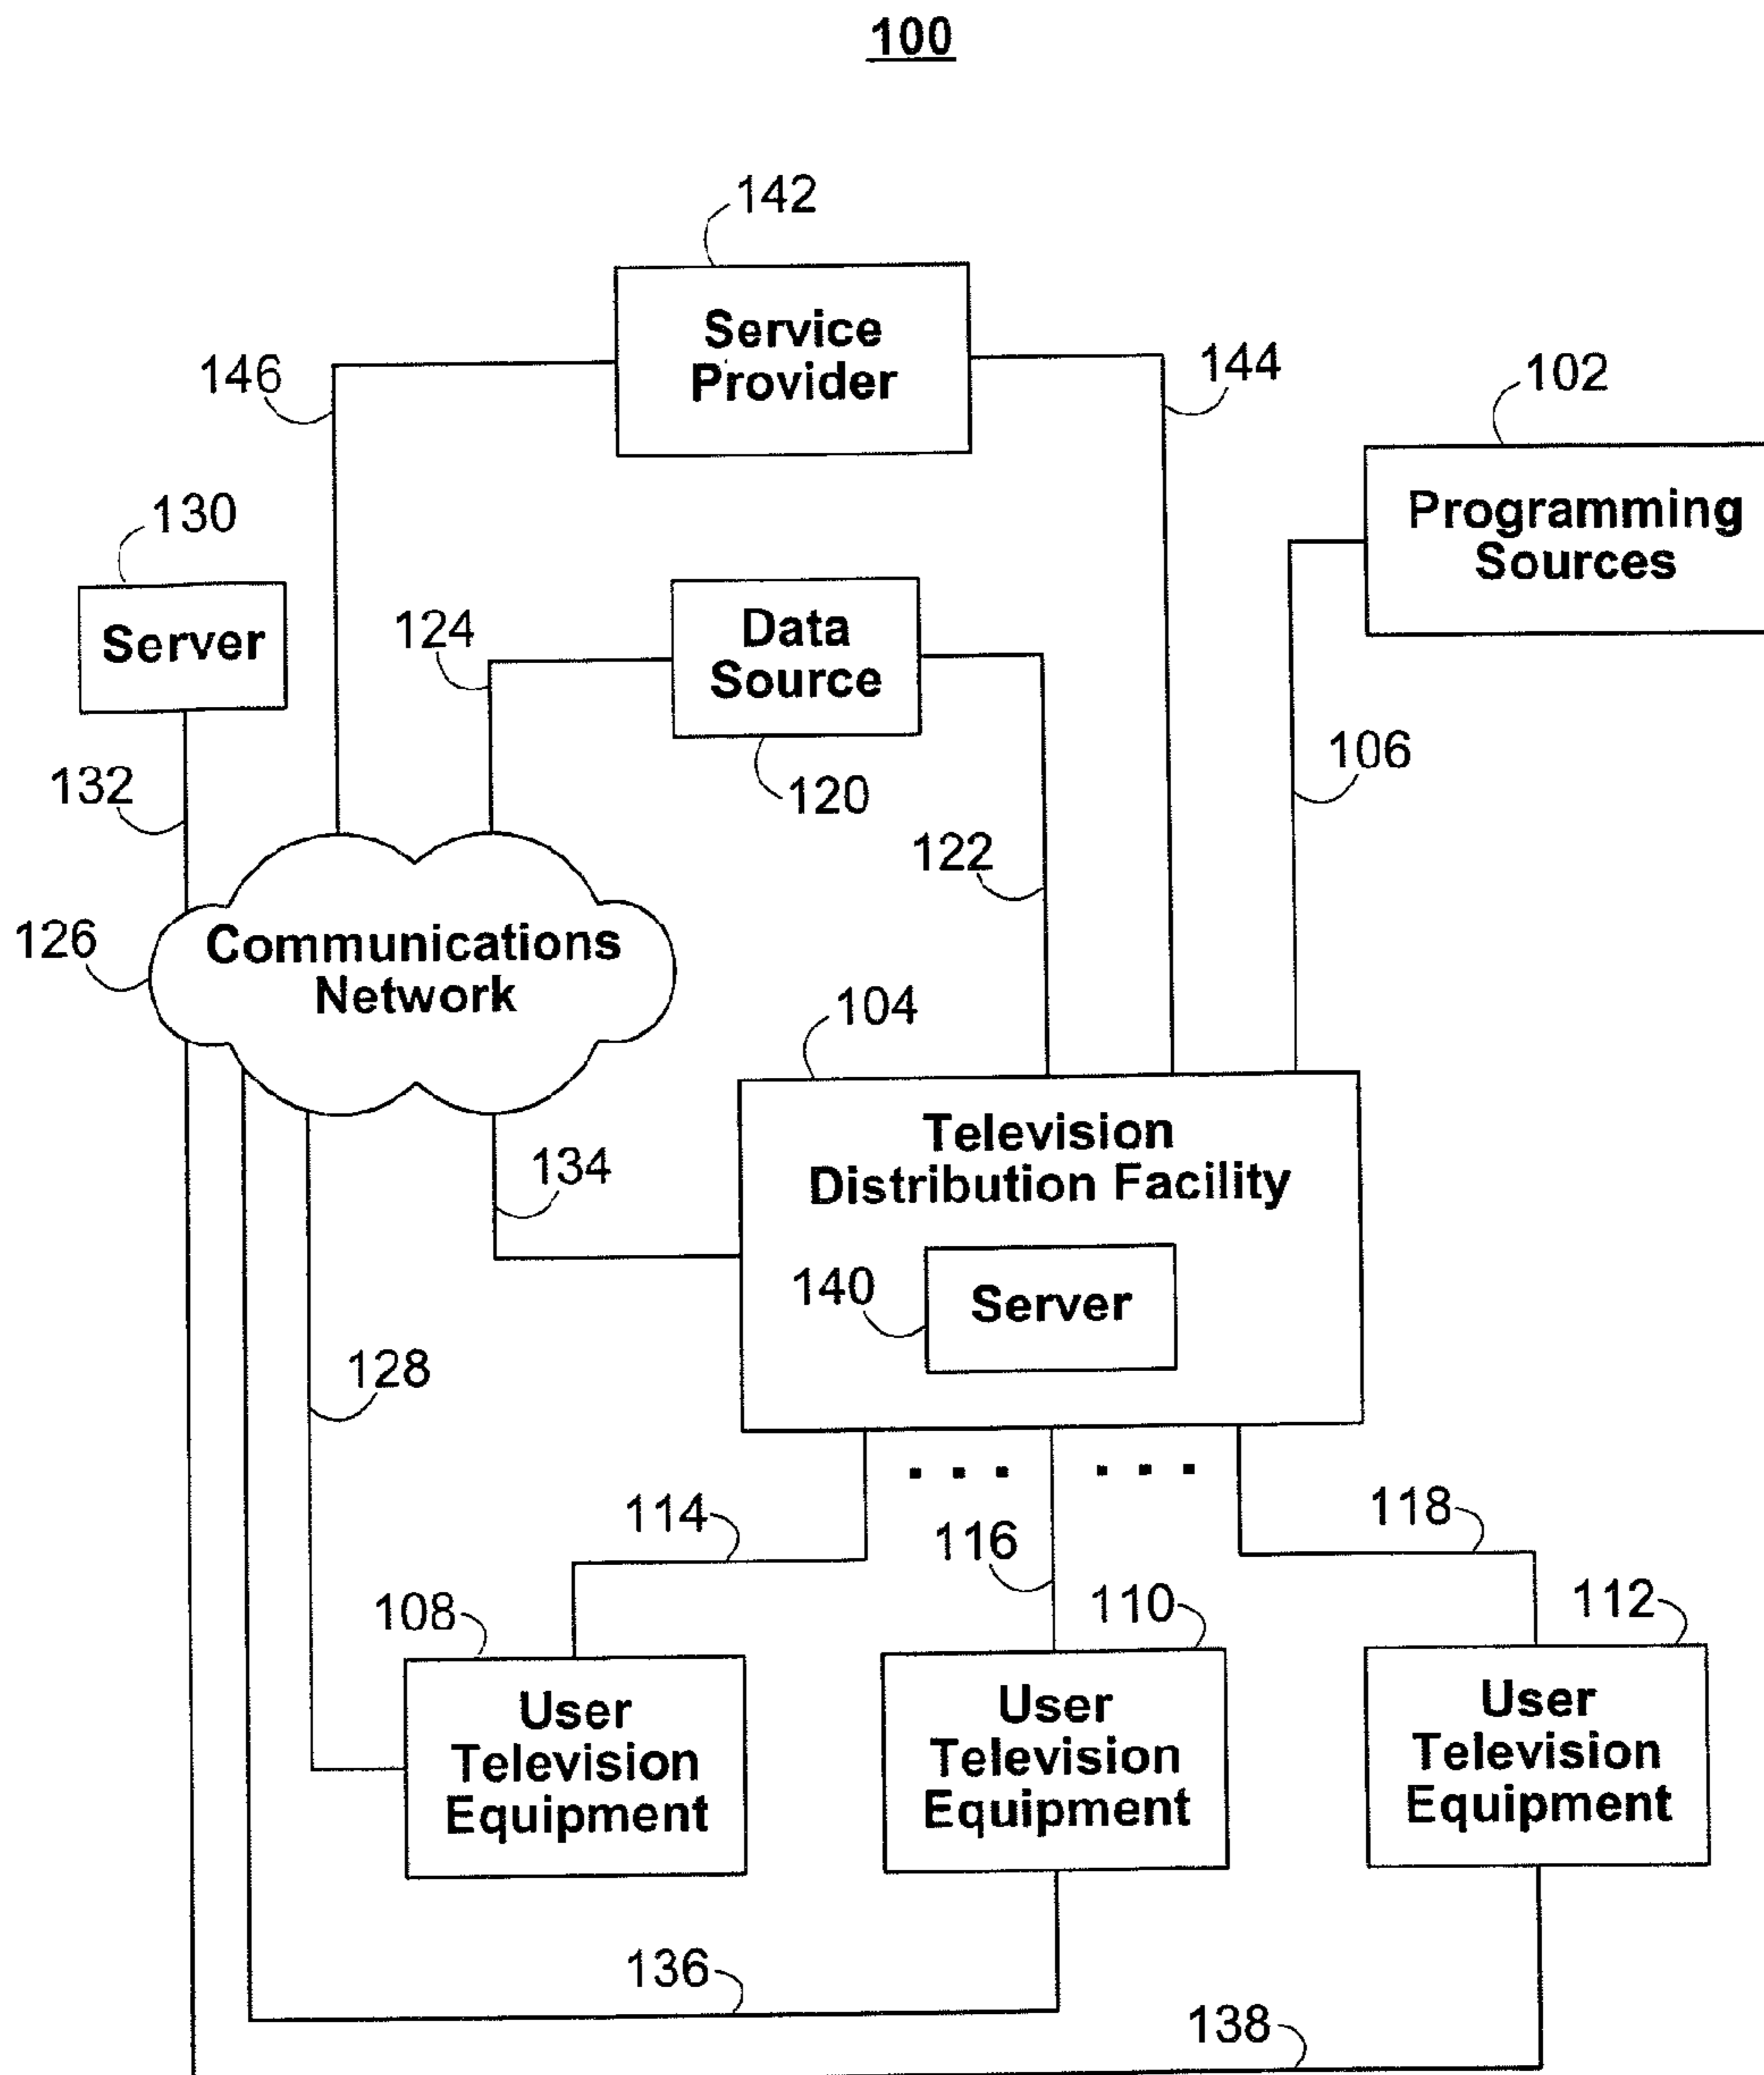 100
142
Service
Provider
146
144
102
Programming
Sources
130
Server
124
Data
Source
120
132
106
122
126
Communications
Network
104
Television
Distribution Facility
134
140
Server
128
114
116
118
108
User
Television
Equipment
110
User
Television
Equipment
112
User
Television
Equipment
136
138